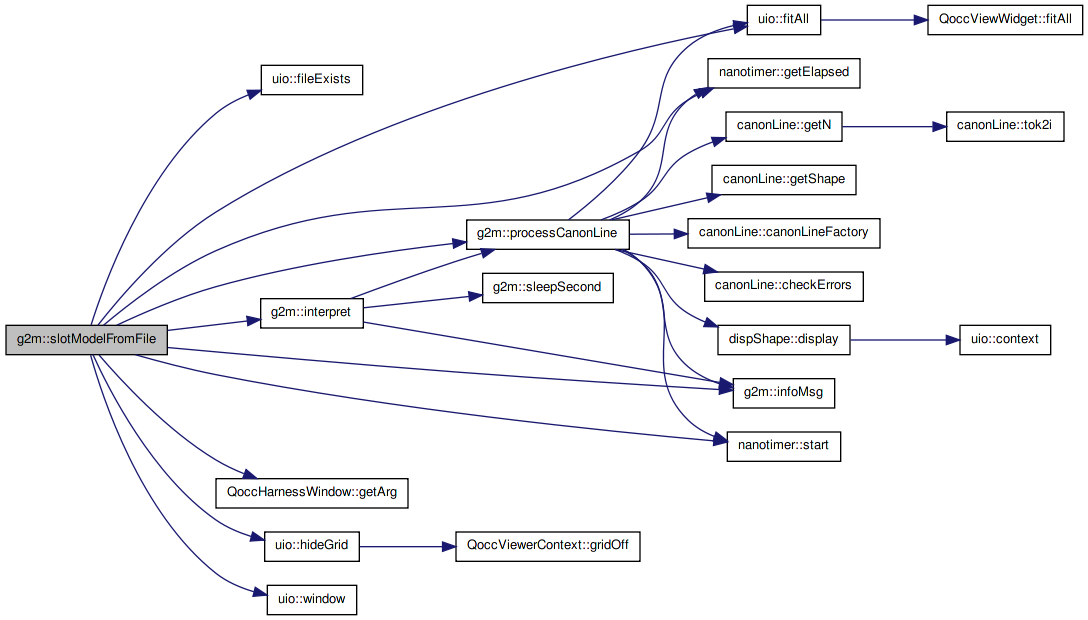 uio::fitAll
QoccViewWidget::fitAll
uio::fileExists
nanotimer::getElapsed
canonLine::getN
canonLine::tok2i
canonLine::getShape
g2m::processCanonLine
canonLine::canonLineFactory
g2m::sleepSecond
canonLine::checkErrors
g2m::interpret
g2m::slotModelFromFile
dispShape::display
uio::context
g2m::infoMsg
nanotimer::start
QoccHarnessWindow::getArg
uio::hideGrid
QoccViewerContext::gridOff
uio::window